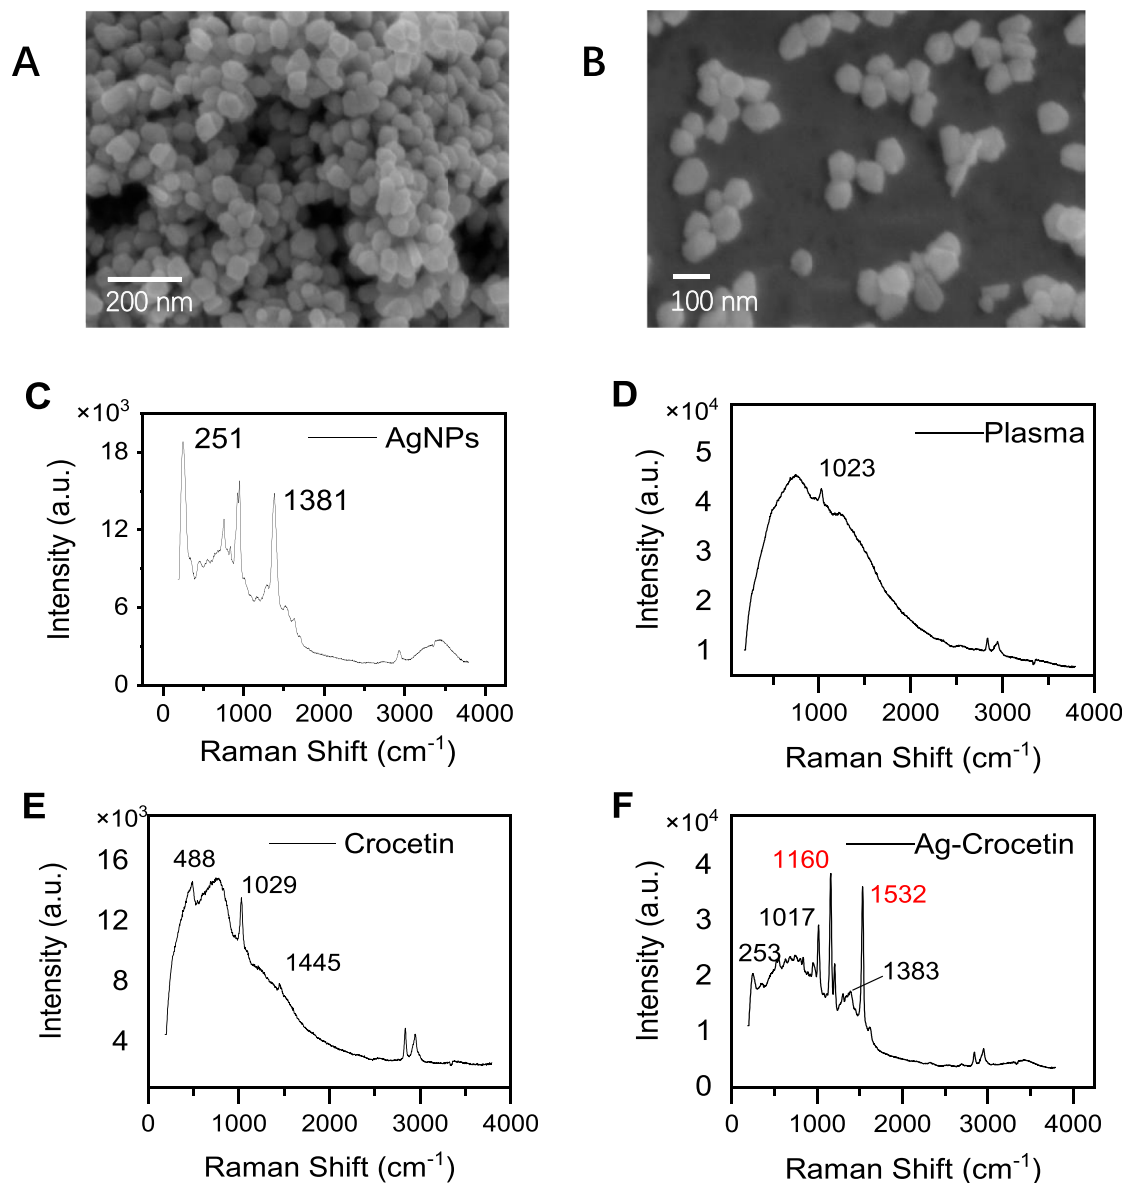 A
B
200 nm
100 nm
C
×10³
18
12
6
0
251
1381
AgNPs
Intensity (a.u.)
0
1000
2000
3000
4000
Raman Shift (cm⁻¹)
D
×10⁴
5
4
3
2
1
1023
Plasma
Intensity (a.u.)
1000
2000
3000
4000
Raman Shift (cm⁻¹)
E
×10³
16
12
8
4
488
1029
1445
Crocetin
Intensity (a.u.)
0
1000
2000
3000
4000
Raman Shift (cm⁻¹)
F
×10⁴
4
3
2
1
0
1160
1532
1017
253
1383
Ag-Crocetin
Intensity (a.u.)
0
1000
2000
3000
4000
Raman Shift (cm⁻¹)